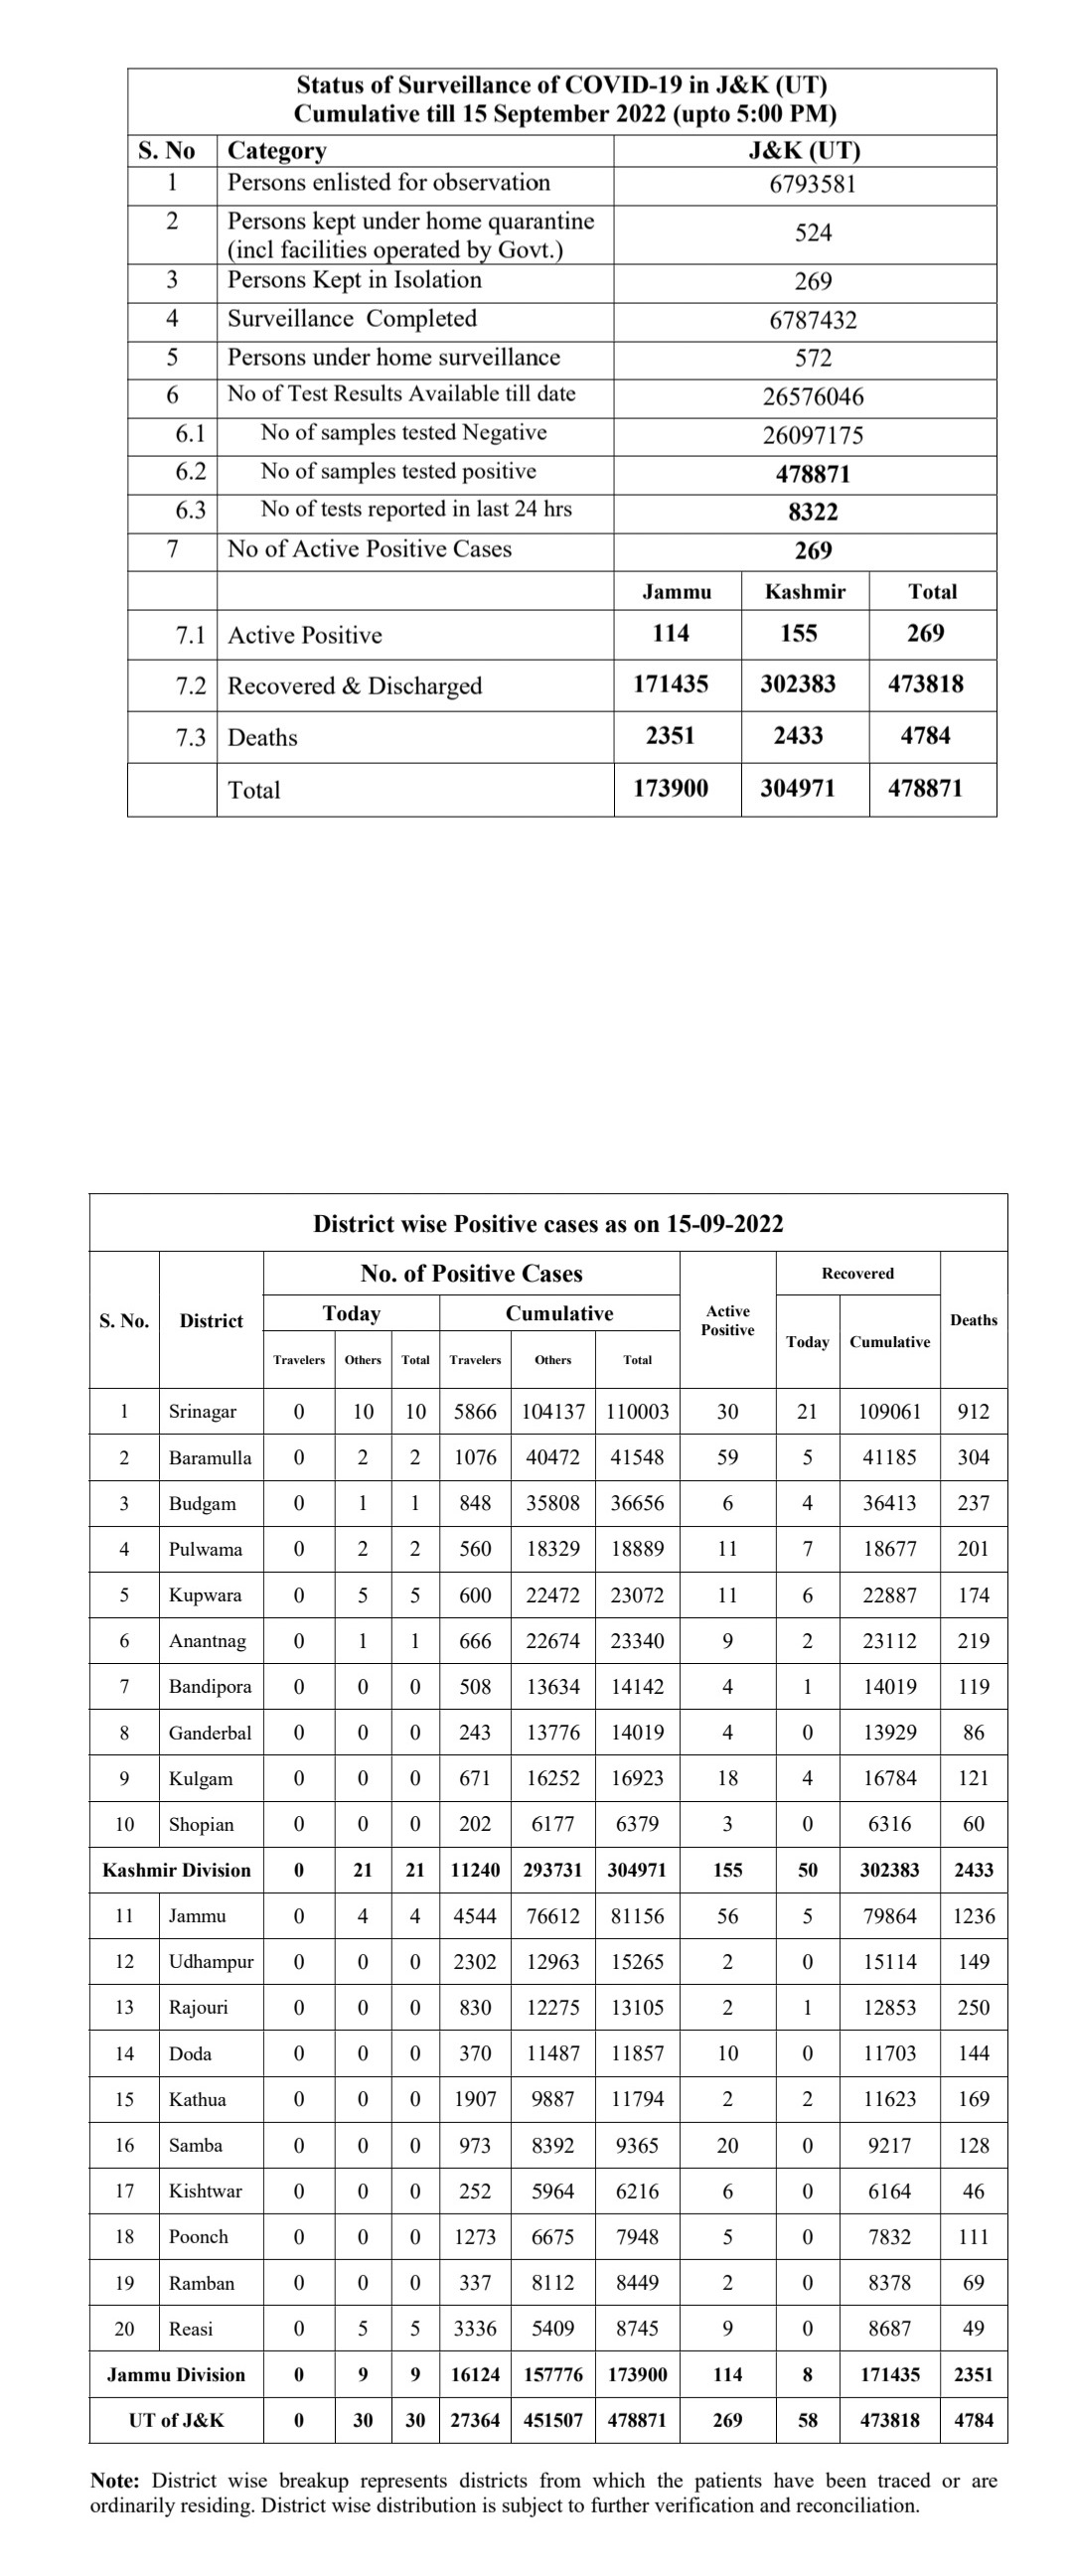 Status of Surveillance of COVID-19 in J&K (UT)
Cumulative till 15 September 2022 (upto 5:00 PM)
S. No Category J&K (UT)
1 Persons enlisted for observation 6793581
2 Persons kept under home quarantine
(incl facilities operated by Govt.) 524
3 Persons Kept in Isolation 269
4 Surveillance Completed 6787432
5 Persons under home surveillance 572
6 No of Test Results Available till date 26576046
6.1 No of samples tested Negative 26097175
6.2 No of samples tested positive 478871
6.3 No of tests reported in last 24 hrs 8322
7 No of Active Positive Cases 269
Jammu Kashmir Total
7.1 Active Positive 114 155 269
7.2 Recovered & Discharged 171435 302383 473818
7.3 Deaths 2351 2433 4784
Total 173900 304971 478871
District wise Positive cases as on 15-09-2022
S. No. District No. of Positive Cases Active Positive Recovered Deaths
Today Cumulative Today Cumulative
Travelers Others Total Travelers Others Total
1 Srinagar 0 10 10 5866 104137 110003 30 21 109061 912
2 Baramulla 0 2 2 1076 40472 41548 59 5 41185 304
3 Budgam 0 1 1 848 35808 36656 6 4 36413 237
4 Pulwama 0 2 2 560 18329 18889 11 7 18677 201
5 Kupwara 0 5 5 600 22472 23072 11 6 22887 174
6 Anantnag 0 1 1 666 22674 23340 9 2 23112 219
7 Bandipora 0 0 0 508 13634 14142 4 1 14019 119
8 Ganderbal 0 0 0 243 13776 14019 4 0 13929 86
9 Kulgam 0 0 0 671 16252 16923 18 4 16784 121
10 Shopian 0 0 0 202 6177 6379 3 0 6316 60
Kashmir Division 0 21 21 11240 293731 304971 155 50 302383 2433
11 Jammu 0 4 4 4544 76612 81156 56 5 79864 1236
12 Udhampur 0 0 0 2302 12963 15265 2 0 15114 149
13 Rajouri 0 0 0 830 12275 13105 2 1 12853 250
14 Doda 0 0 0 370 11487 11857 10 0 11703 144
15 Kathua 0 0 0 1907 9887 11794 2 2 11623 169
16 Samba 0 0 0 973 8392 9365 20 0 9217 128
17 Kishtwar 0 0 0 252 5964 6216 6 0 6164 46
18 Poonch 0 0 0 1273 6675 7948 5 0 7832 111
19 Ramban 0 0 0 337 8112 8449 2 0 8378 69
20 Reasi 0 5 5 3336 5409 8745 9 0 8687 49
Jammu Division 0 9 9 16124 157776 173900 114 8 171435 2351
UT of J&K 0 30 30 27364 451507 478871 269 58 473818 4784
Note: District wise breakup represents districts from which the patients have been traced or are
ordinarily residing. District wise distribution is subject to further verification and reconciliation.